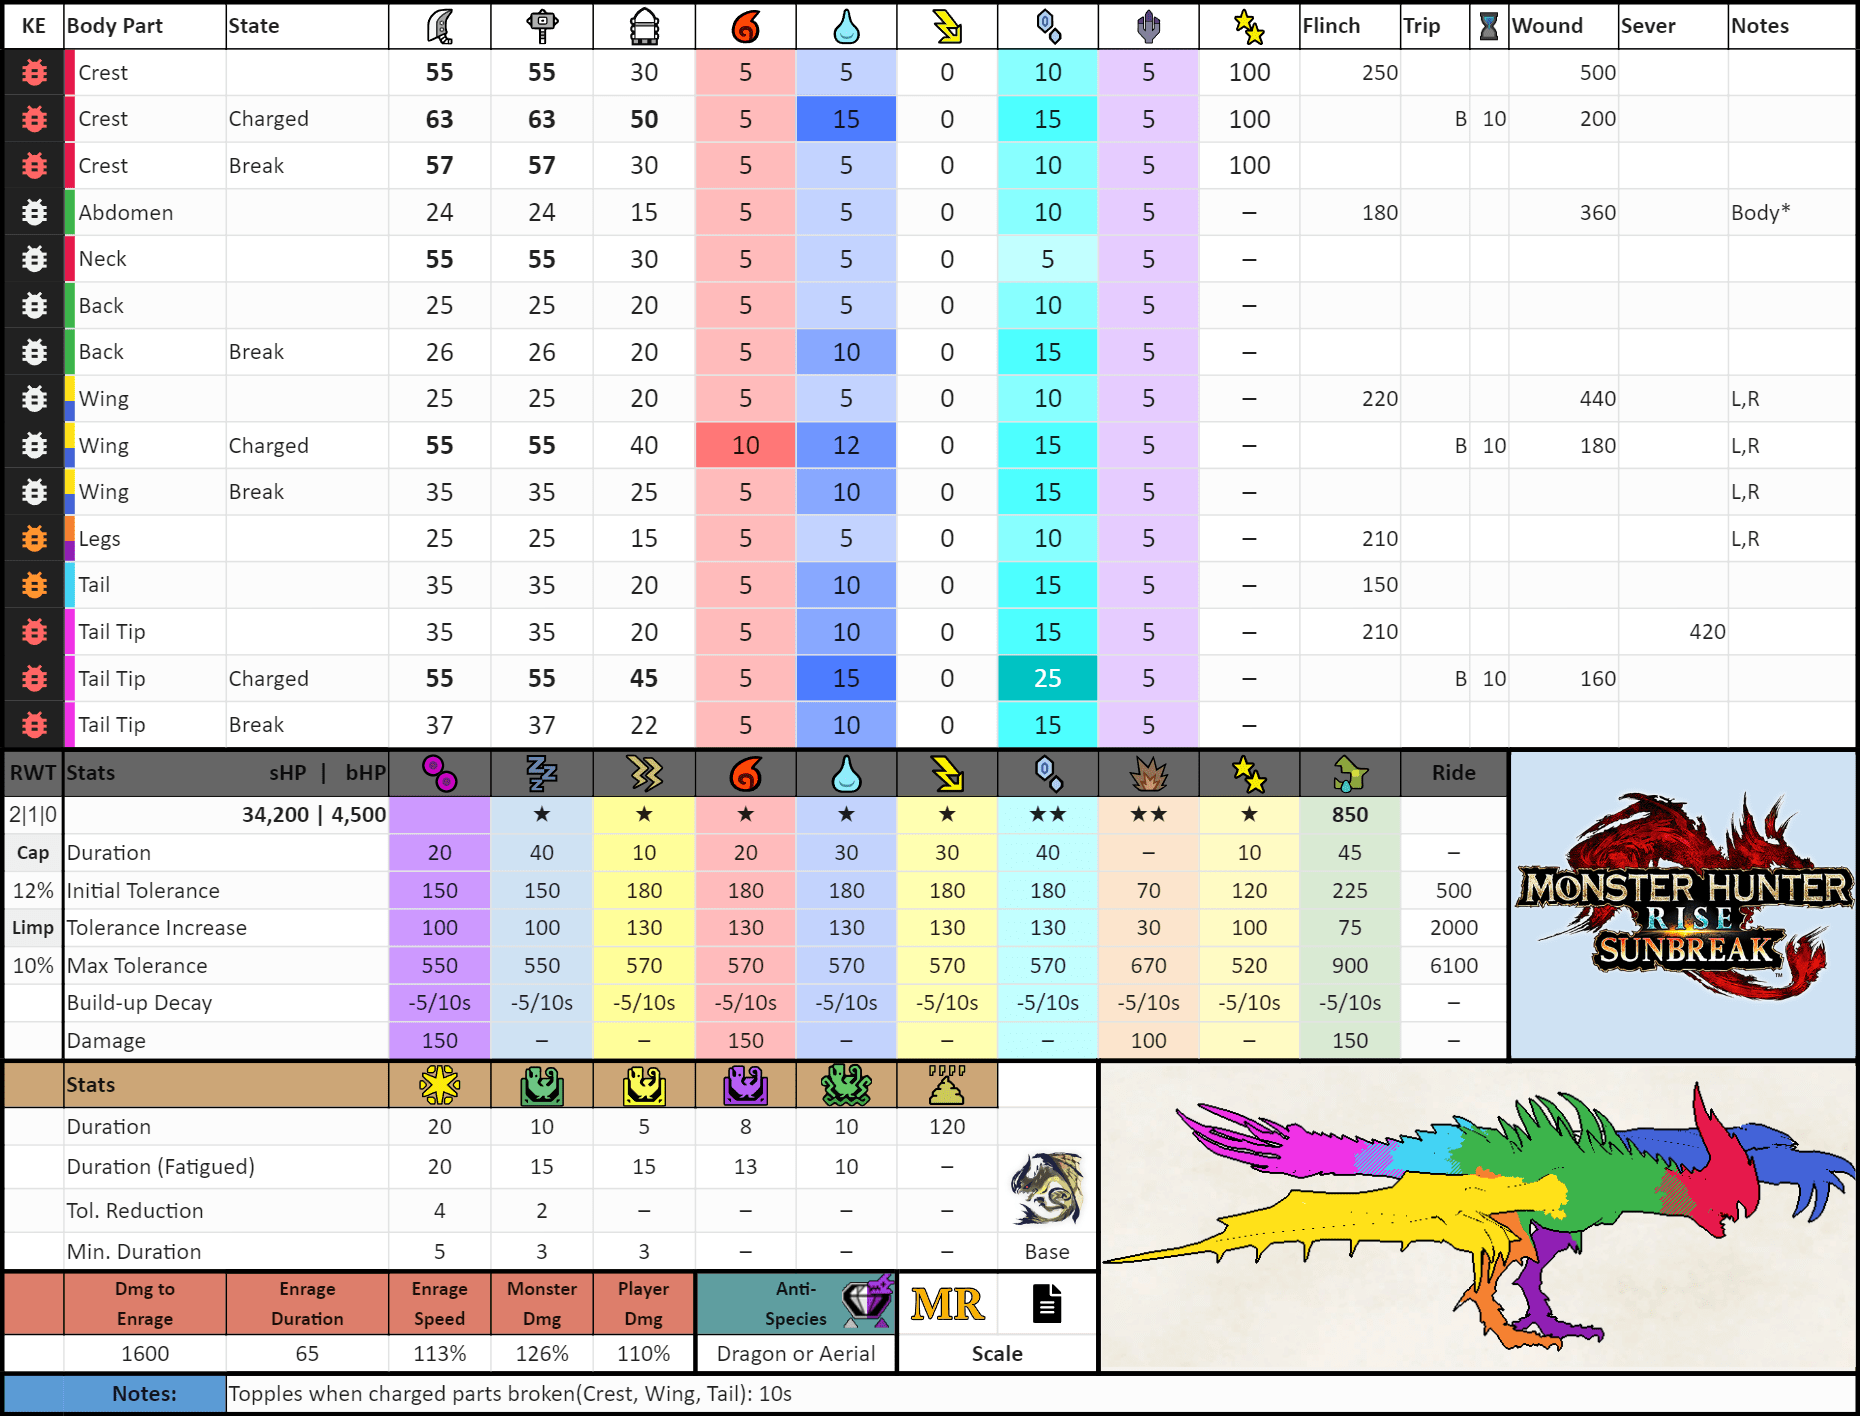 KE Body Part State Flinch Trip Wound Sever Notes
Crest 55 55 30 5 5 0 10 5 100 250 500
Crest Charged 63 63 50 5 15 0 15 5 100 B 10 200
Crest Break 57 57 30 5 5 0 10 5 100
Abdomen 24 24 15 5 5 0 10 5 – 180 360 Body*
Neck 55 55 30 5 5 0 5 5 –
Back 25 25 20 5 5 0 10 5 –
Back Break 26 26 20 5 10 0 15 5 –
Wing 25 25 20 5 5 0 10 5 – 220 440 L,R
Wing Charged 55 55 40 10 12 0 15 5 – B 10 180 L,R
Wing Break 35 35 25 5 10 0 15 5 – L,R
Legs 25 25 15 5 5 0 10 5 – 210 L,R
Tail 35 35 20 5 10 0 15 5 – 150
Tail Tip 35 35 20 5 10 0 15 5 – 210 420
Tail Tip Charged 55 55 45 5 15 0 25 5 – B 10 160
Tail Tip Break 37 37 22 5 10 0 15 5 –
RWT Stats sHP | bHP Ride
2|1|0 34,200 | 4,500 ★ ★ ★ ★ ★ ★★ ★★ ★ 850
Cap Duration 20 40 10 20 30 30 40 – 10 45 –
12% Initial Tolerance 150 150 180 180 180 180 180 70 120 225 500
Limp Tolerance Increase 100 100 130 130 130 130 130 30 100 75 2000
10% Max Tolerance 550 550 570 570 570 570 570 670 520 900 6100
Build-up Decay -5/10s -5/10s -5/10s -5/10s -5/10s -5/10s -5/10s -5/10s -5/10s -5/10s –
Damage 150 – – 150 – – – 100 – 150 –
MONSTER HUNTER
RISE
SUNBREAK™
Stats
Duration 20 10 5 8 10 120
Duration (Fatigued) 20 15 15 13 10 –
Tol. Reduction 4 2 – – – –
Min. Duration 5 3 3 – – – Base
Dmg to Enrage Enrage Duration Enrage Speed Monster Dmg Player Dmg Anti-Species MR
1600 65 113% 126% 110% Dragon or Aerial Scale
Notes: Topples when charged parts broken(Crest, Wing, Tail): 10s